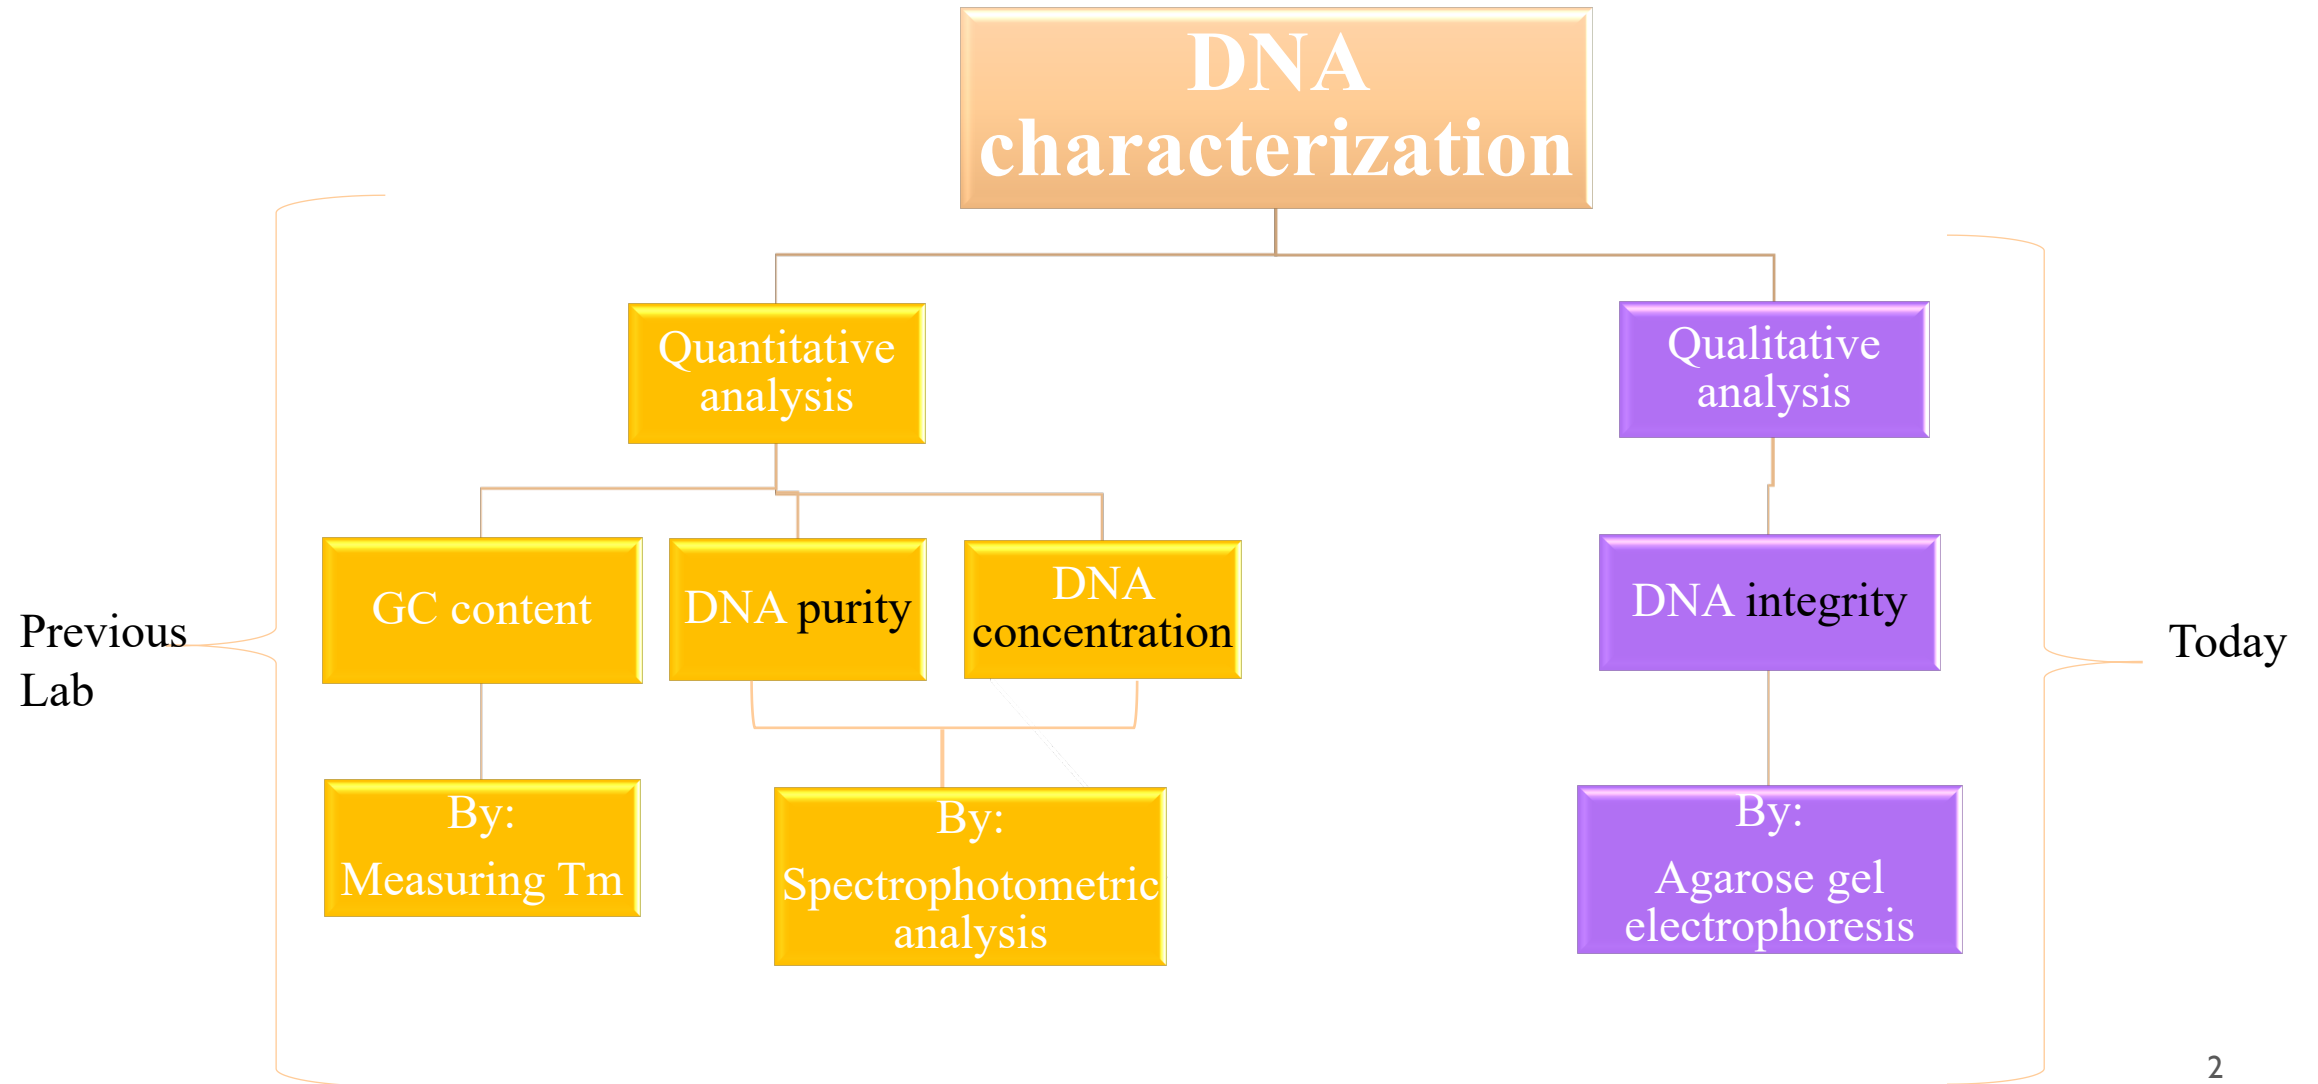 DNA
characterization
Quantitative
analysis
Qualitative
analysis
GC content
DNA purity
DNA
concentration
DNA integrity
Previous
Lab
Today
By:
Measuring Tm
By:
Spectrophotometric
analysis
By:
Agarose gel
electrophoresis
2